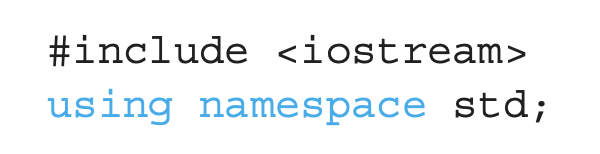 #include <iostream>
using namespace std;